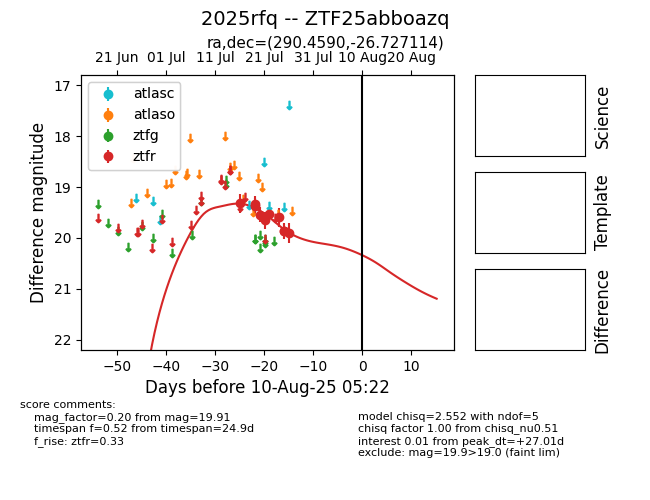 2025rfq -- ZTF25abboazq
ra,dec=(290.4590,-26.727114)
21 Jun 01 Jul 11 Jul 21 Jul 31 Jul 10 Aug 20 Aug
atlasc
atlaso
ztfg
ztfr
17
18
19
20
21
22
Difference magnitude
−50 −40 −30 −20 −10 0 10
Days before 10-Aug-25 05:22
Science
Template
Difference
score comments:
mag_factor=0.20 from mag=19.91
timespan f=0.52 from timespan=24.9d
f_rise: ztfr=0.33
model chisq=2.552 with ndof=5
chisq factor 1.00 from chisq_nu0.51
interest 0.01 from peak_dt=+27.01d
exclude: mag=19.9>19.0 (faint lim)